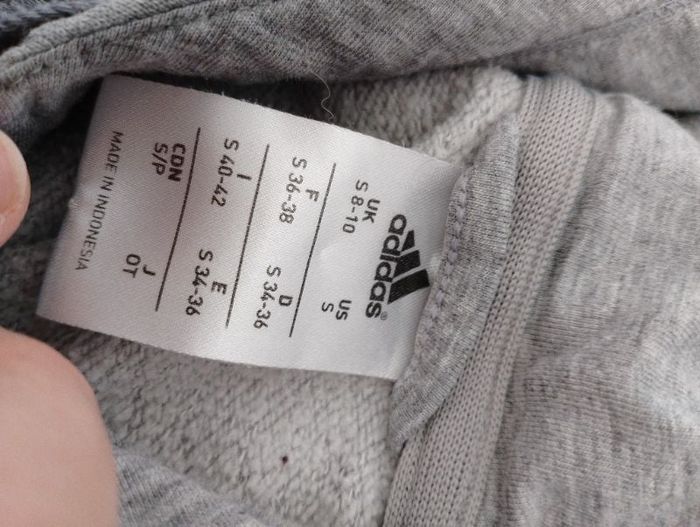 adidas®
UK US
S 8-10 S
F D
S 36-38 S 34-36
I E
S 40-42 S 34-36
CDN J
S/P OT
MADE IN INDONESIA